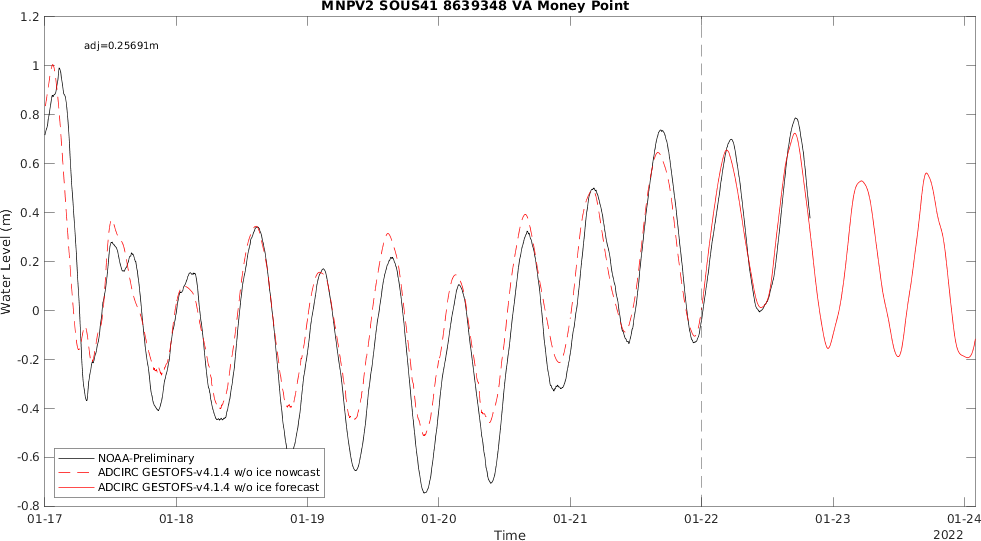 MNPV2 SOUS41 8639348 VA Money Point
adj=0.25691m
1.2
1
0.8
0.6
0.4
0.2
0
-0.2
-0.4
-0.6
-0.8
Water Level (m)
NOAA-Preliminary
ADCIRC GESTOFS-v4.1.4 w/o ice nowcast
ADCIRC GESTOFS-v4.1.4 w/o ice forecast
01-17 01-18 01-19 01-20 01-21 01-22 01-23 01-24
Time
2022